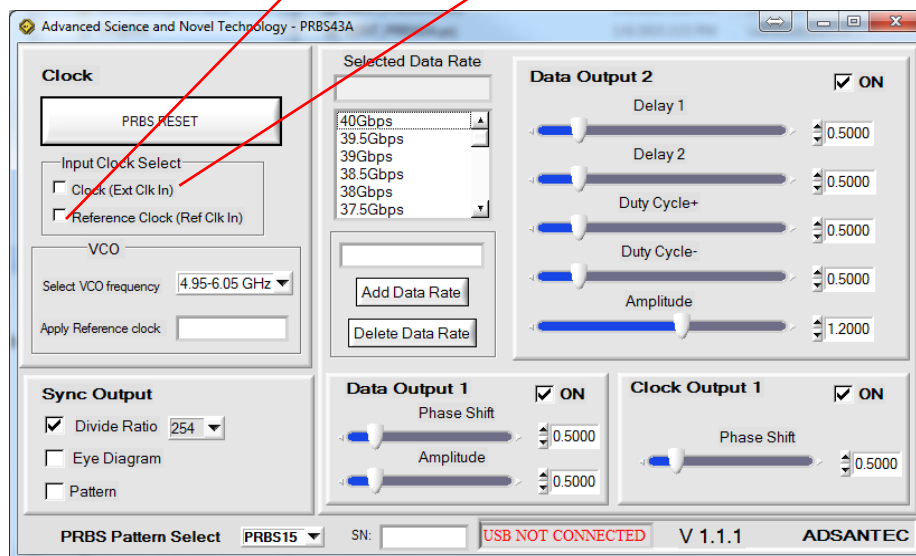 Advanced Science and Novel Technology - PRBS43A
Clock
PRBS RESET
Input Clock Select
Clock (Ext Clk In)
Reference Clock (Ref Clk In)
VCO
Select VCO frequency 4.95-6.05 GHz
Apply Reference clock
Selected Data Rate
40Gbps
39.5Gbps
39Gbps
38.5Gbps
38Gbps
37.5Gbps
Add Data Rate
Delete Data Rate
Data Output 2 ON
Delay 1
0.5000
Delay 2
0.5000
Duty Cycle+
0.5000
Duty Cycle-
0.5000
Amplitude
1.2000
Sync Output
Divide Ratio 254
Eye Diagram
Pattern
Data Output 1 ON
Phase Shift
0.5000
Amplitude
0.5000
Clock Output 1 ON
Phase Shift
0.5000
PRBS Pattern Select PRBS15 SN: USB NOT CONNECTED V 1.1.1 ADSANTEC